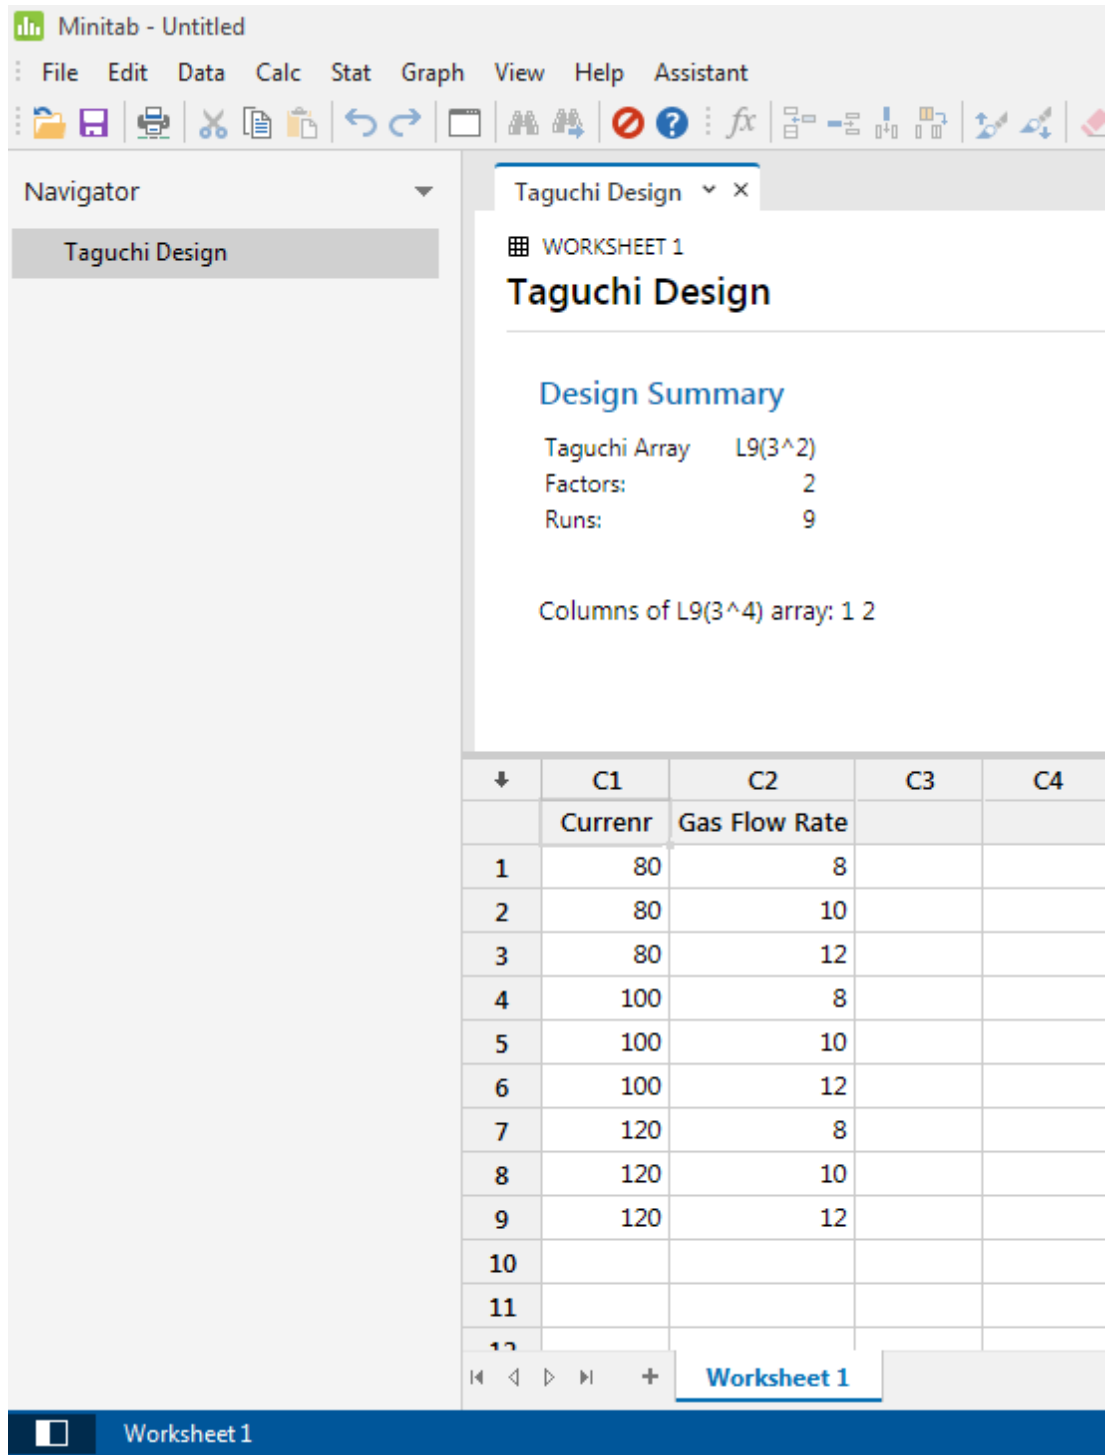 Minitab - Untitled
File Edit Data Calc Stat Graph View Help Assistant
fx
Navigator
Taguchi Design
Taguchi Design
WORKSHEET 1
Taguchi Design
Design Summary
Taguchi Array L9(3^2)
Factors: 2
Runs: 9
Columns of L9(3^4) array: 1 2
C1 C2 C3 C4
Currenr Gas Flow Rate
1 80 8
2 80 10
3 80 12
4 100 8
5 100 10
6 100 12
7 120 8
8 120 10
9 120 12
10
11
12
Worksheet 1
Worksheet 1